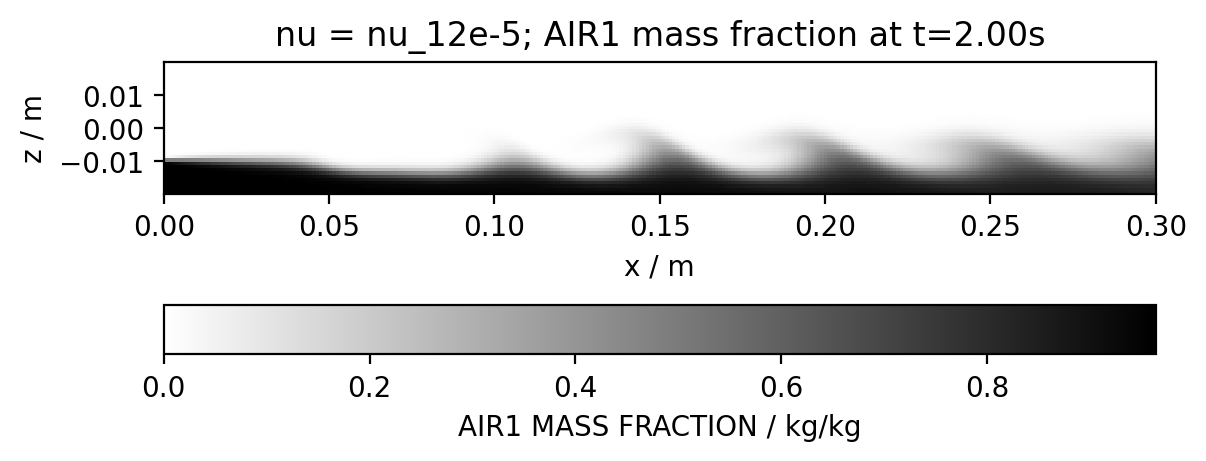 nu = nu_12e-5; AIR1 mass fraction at t=2.00s
z / m
0.01
0.00
−0.01
0.00 0.05 0.10 0.15 0.20 0.25 0.30
x / m
0.0 0.2 0.4 0.6 0.8
AIR1 MASS FRACTION / kg/kg